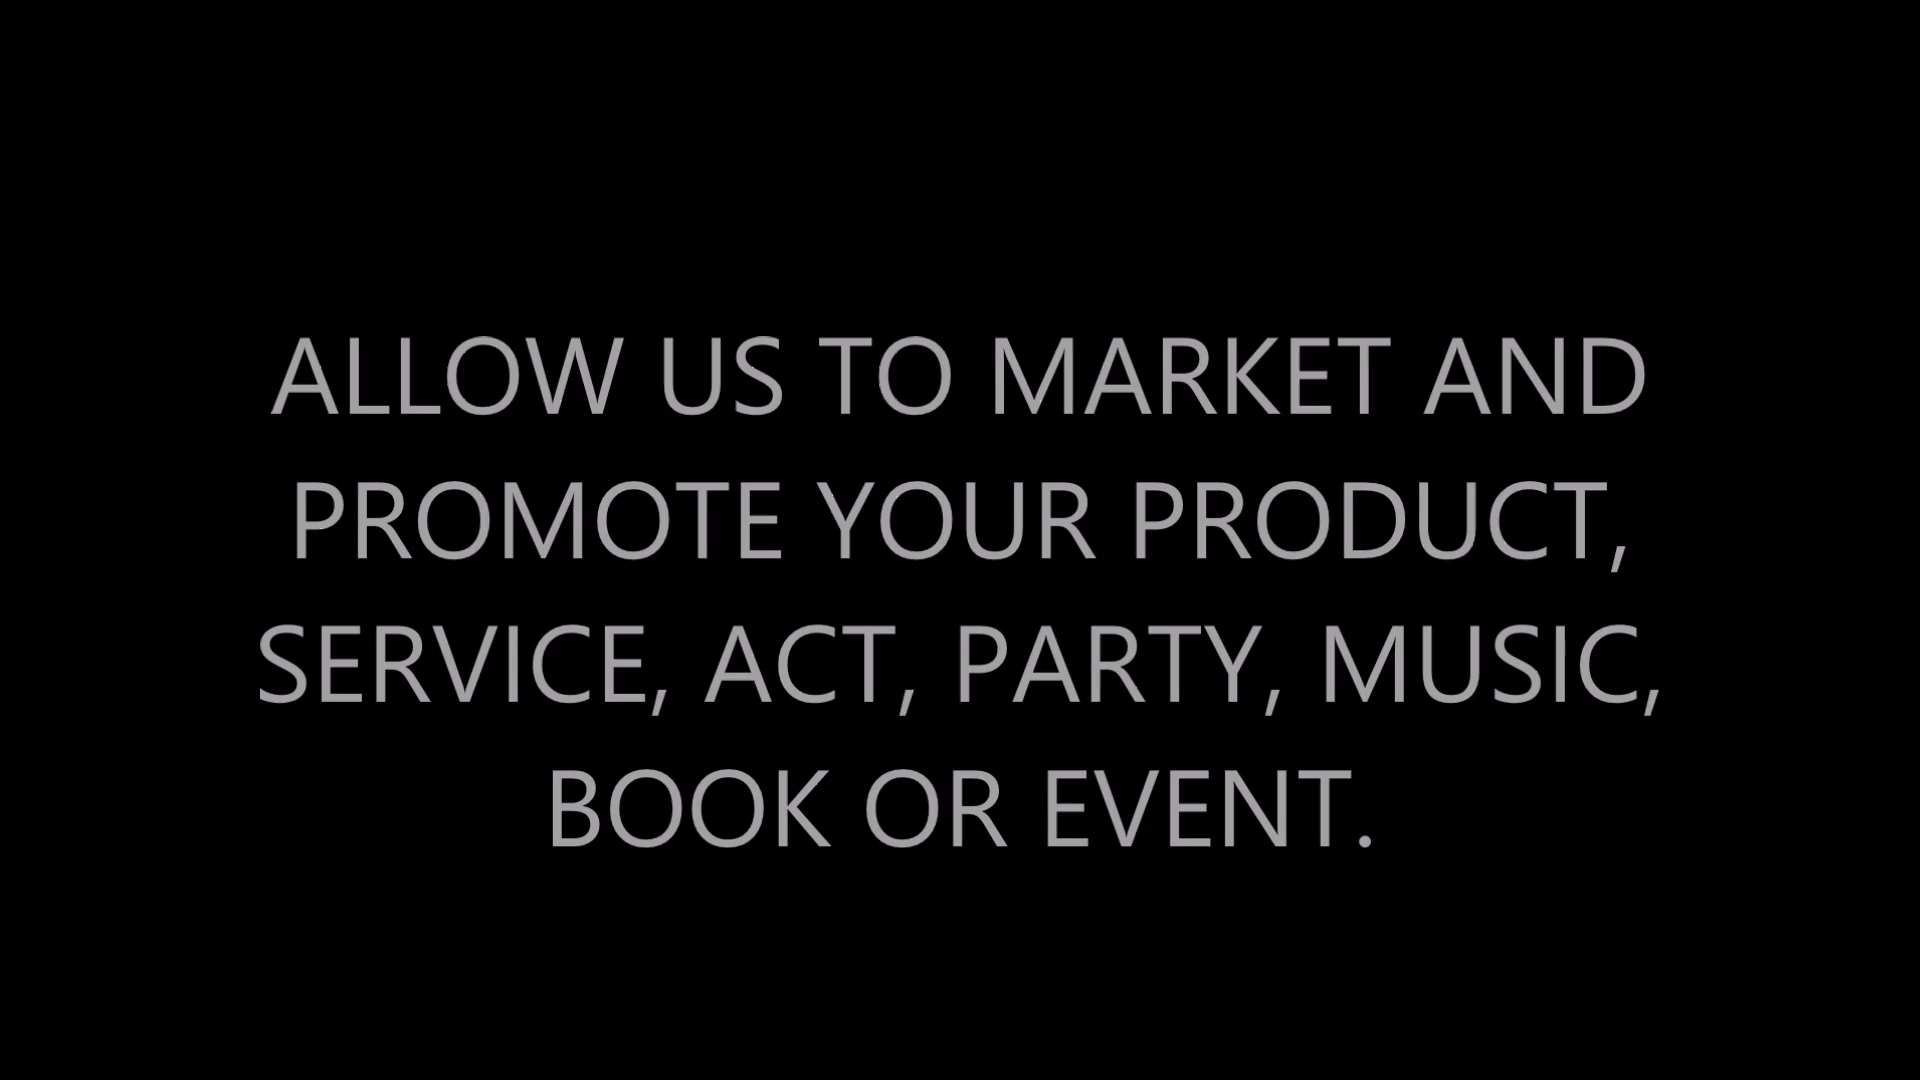 ALLOW US TO MARKET AND
PROMOTE YOUR PRODUCT,
SERVICE, ACT, PARTY, MUSIC,
BOOK OR EVENT.